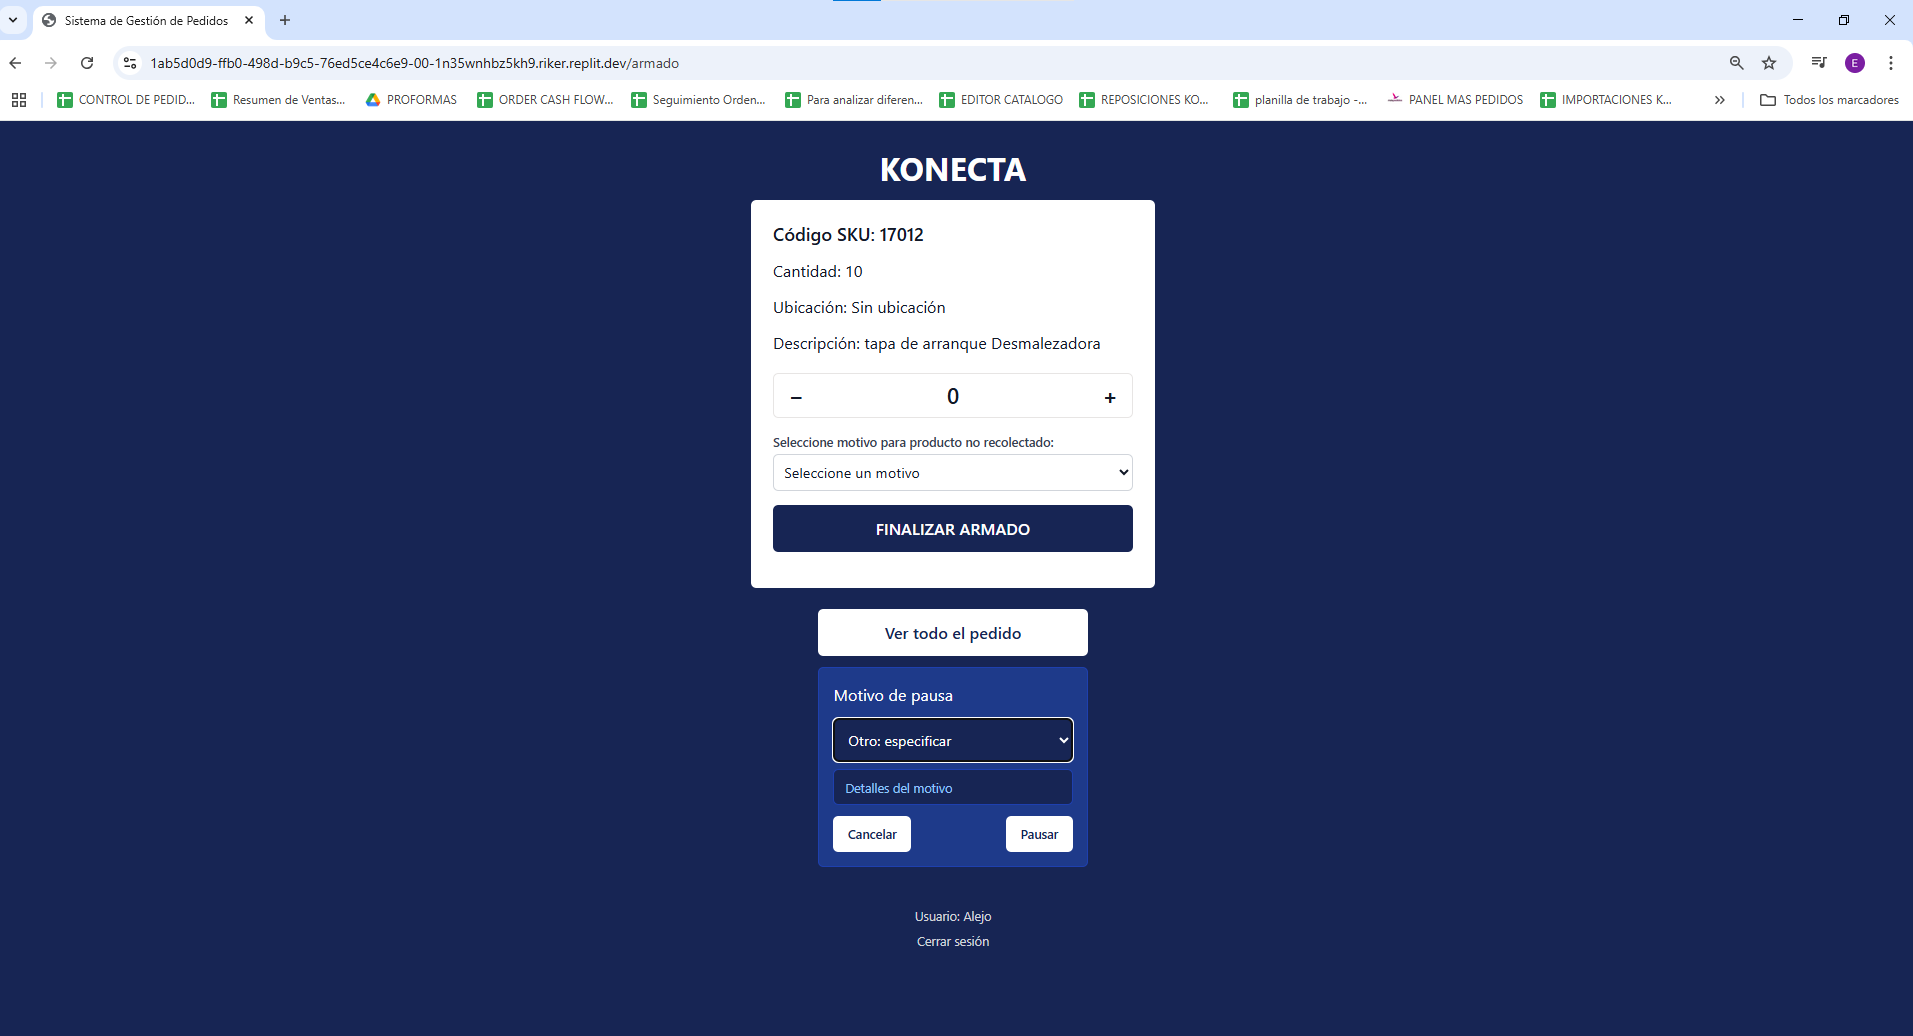 Sistema de Gestión de Pedidos
1ab5d0d9-ffb0-498d-b9c5-76ed5ce4c6e9-00-1n35wnhbz5kh9.riker.replit.dev/armado
E
CONTROL DE PEDID...
Resumen de Ventas...
PROFORMAS
ORDER CASH FLOW...
Seguimiento Orden...
Para analizar diferen...
EDITOR CATALOGO
REPOSICIONES KO...
planilla de trabajo -...
PANEL MAS PEDIDOS
IMPORTACIONES K...
Todos los marcadores
KONECTA
Código SKU: 17012
Cantidad: 10
Ubicación: Sin ubicación
Descripción: tapa de arranque Desmalezadora
− 0 +
Seleccione motivo para producto no recolectado:
Seleccione un motivo
FINALIZAR ARMADO
Ver todo el pedido
Motivo de pausa
Otro: especificar
Detalles del motivo
Cancelar
Pausar
Usuario: Alejo
Cerrar sesión